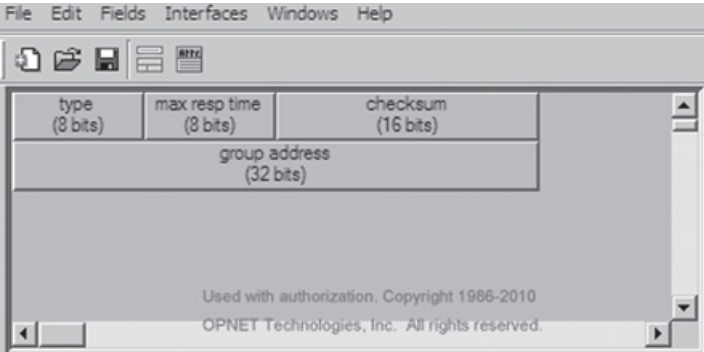 File Edit Fields Interfaces Windows Help
Attr.
type max resp time checksum
(8 bits) (8 bits) (16 bits)
group address
(32 bits)
Used with authorization. Copyright 1986-2010
OPNET Technologies, Inc. All rights reserved.